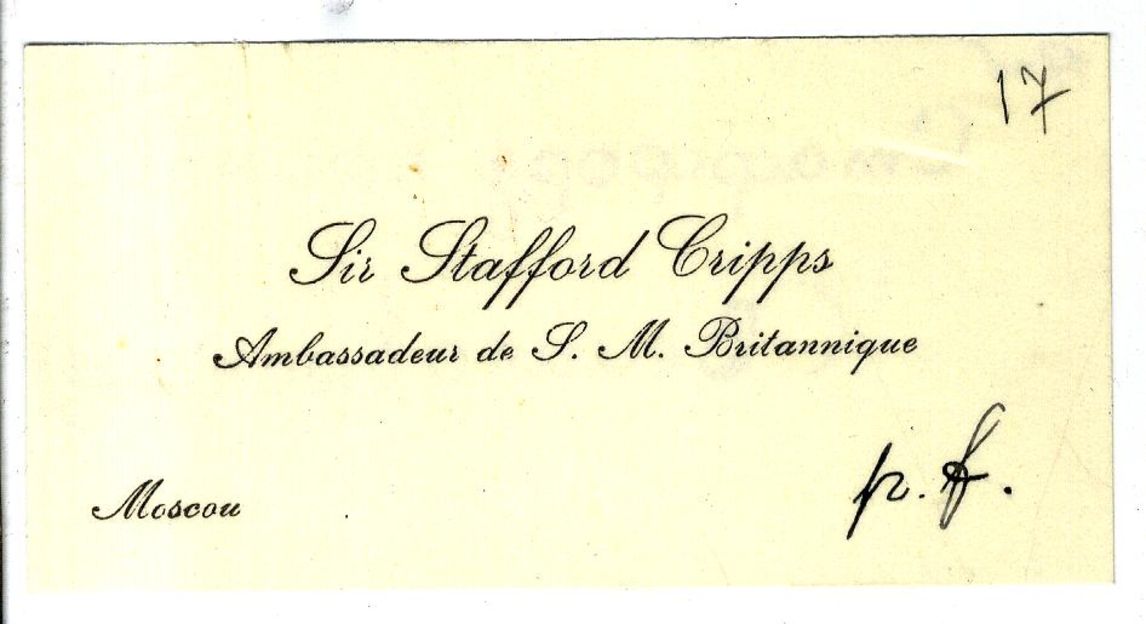 17
Sir Stafford Cripps
Ambassadeur de S. M. Britannique
p. f.
Moscou